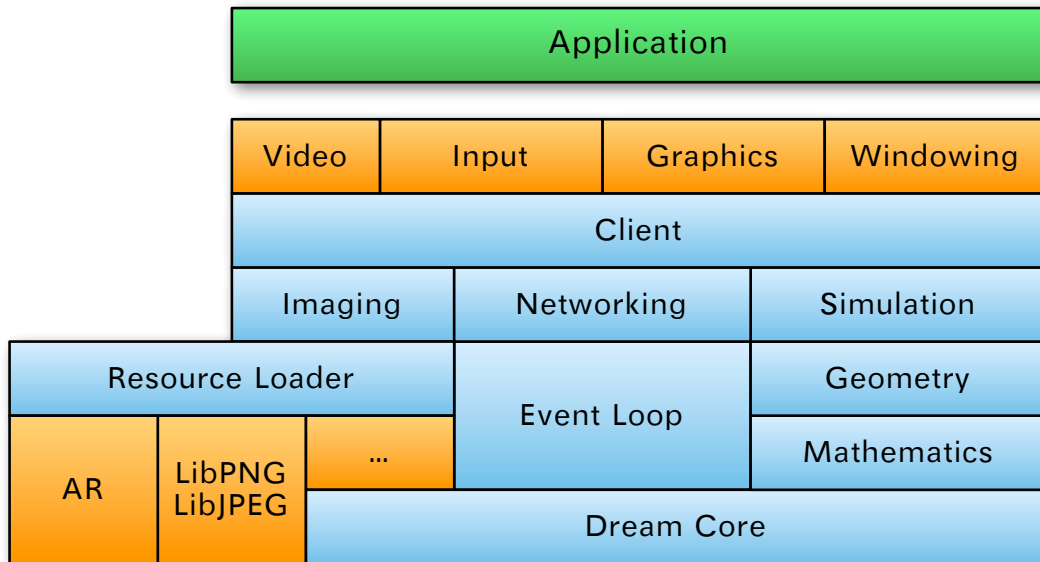 Application
Video
Input
Graphics
Windowing
Client
Imaging
Networking
Simulation
Resource Loader
Event Loop
Geometry
AR
LibPNG
LibJPEG
...
Mathematics
Dream Core